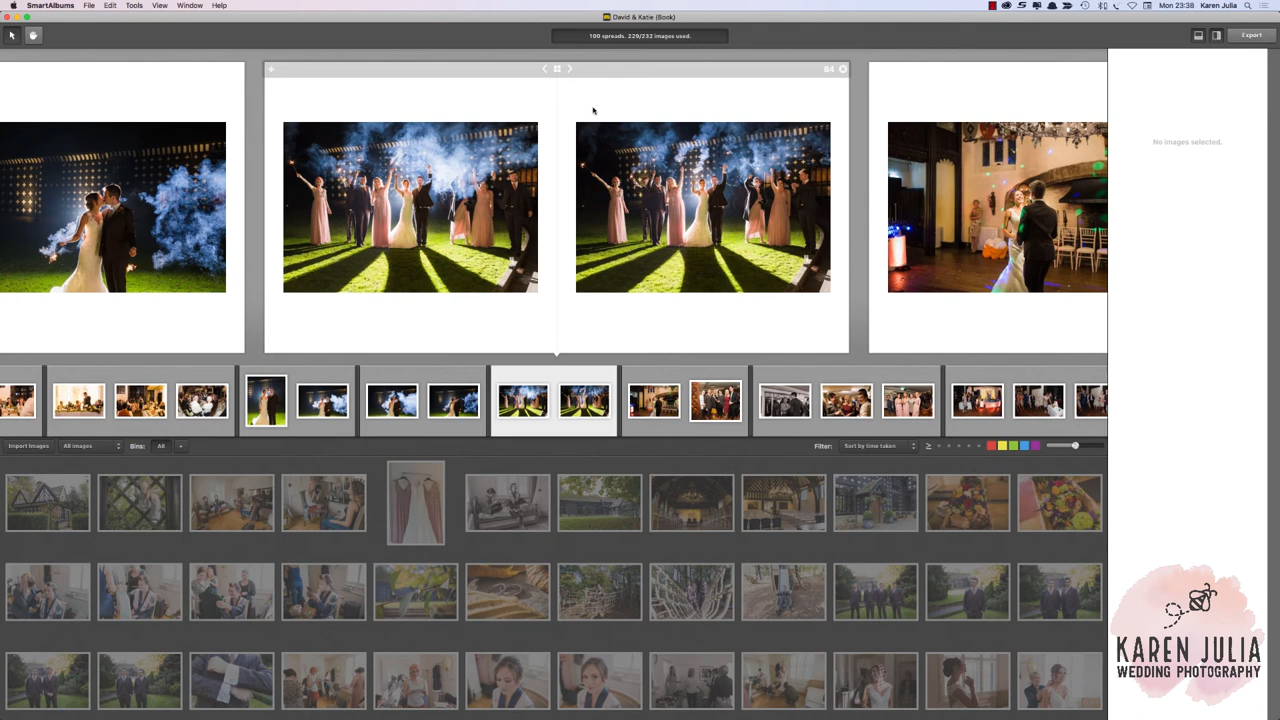 SmartAlbums File Edit Tools View Window Help
Mon 23:38 Karen Julia
David & Katie (Book)
100 spreads. 229/232 images used.
Export
84
No images selected.
Import Images All images Bins: All
Filter: Sort by time taken
KAREN JULIA
WEDDING PHOTOGRAPHY